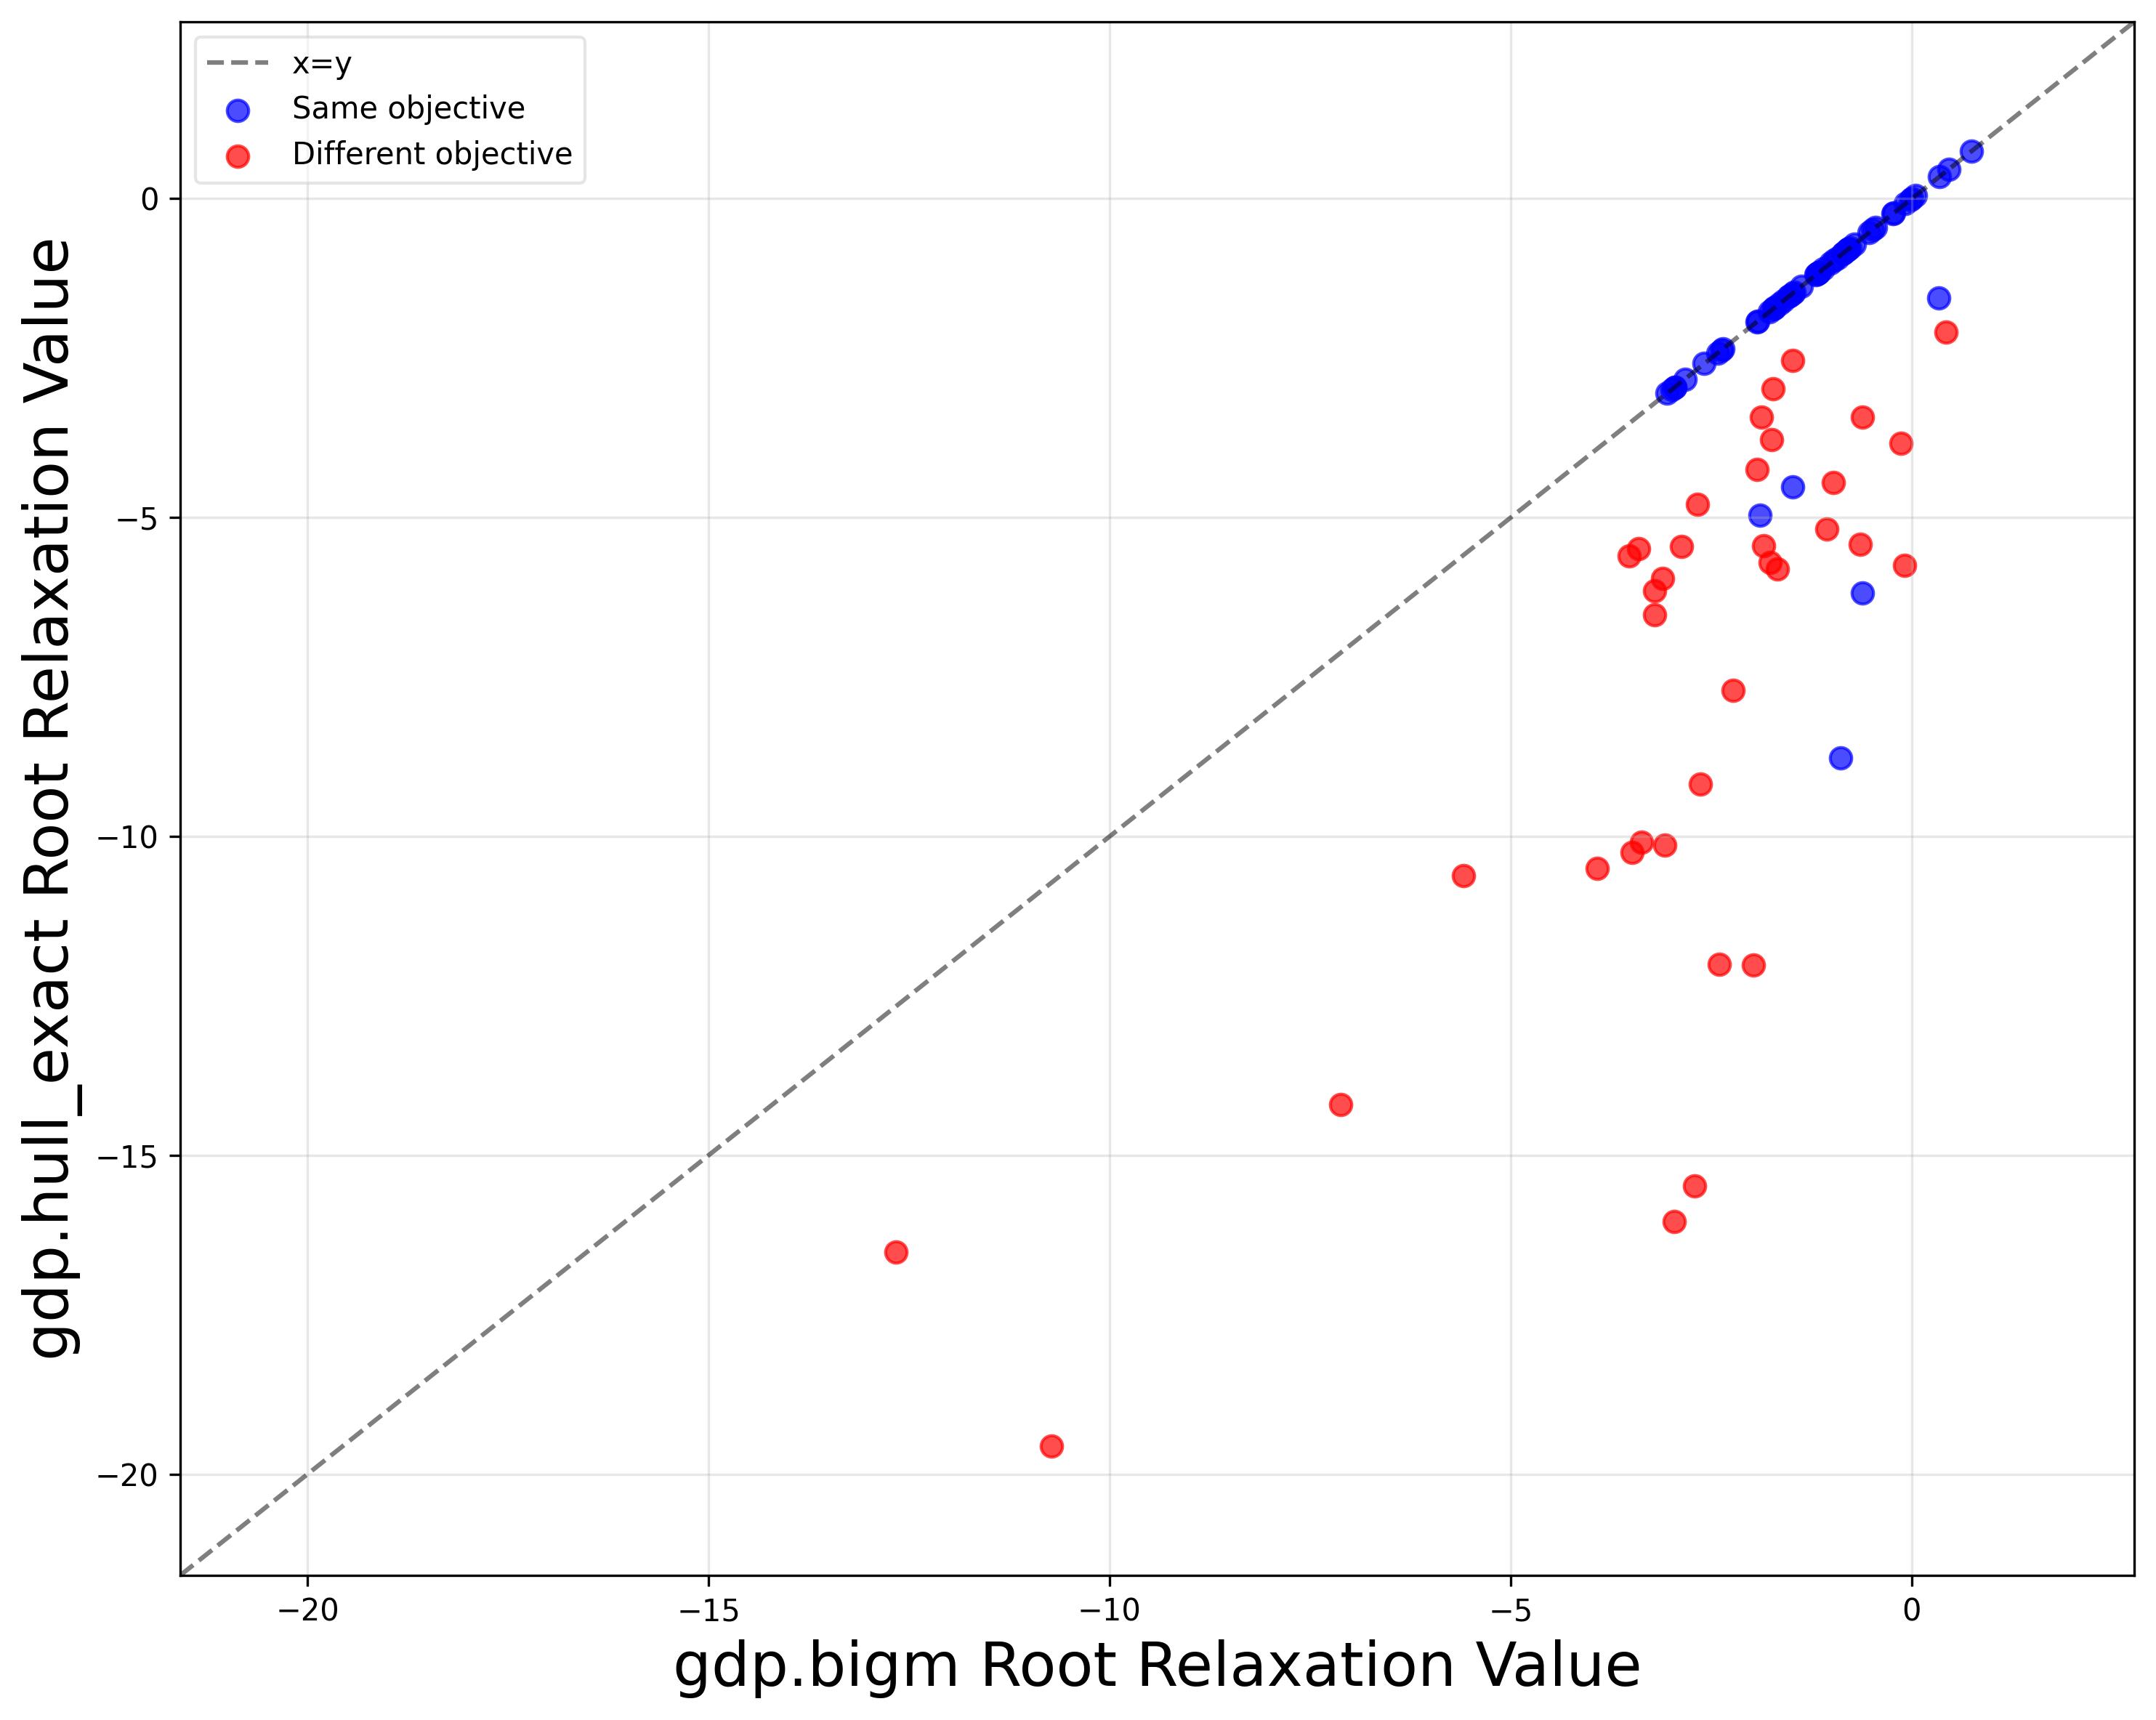 x=y
Same objective
Different objective
gdp.hull_exact Root Relaxation Value
0
−5
−10
−15
−20
−20
−15
−10
−5
0
gdp.bigm Root Relaxation Value